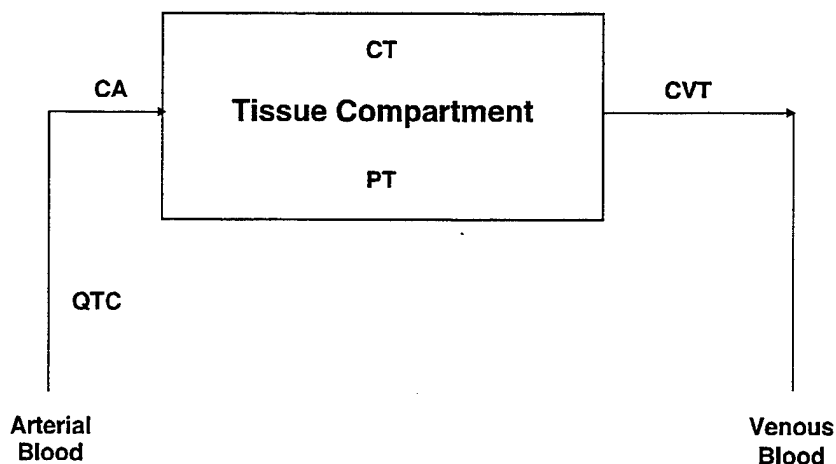 CT
CA
Tissue Compartment
CVT
PT
QTC
Arterial
Blood
Venous
Blood